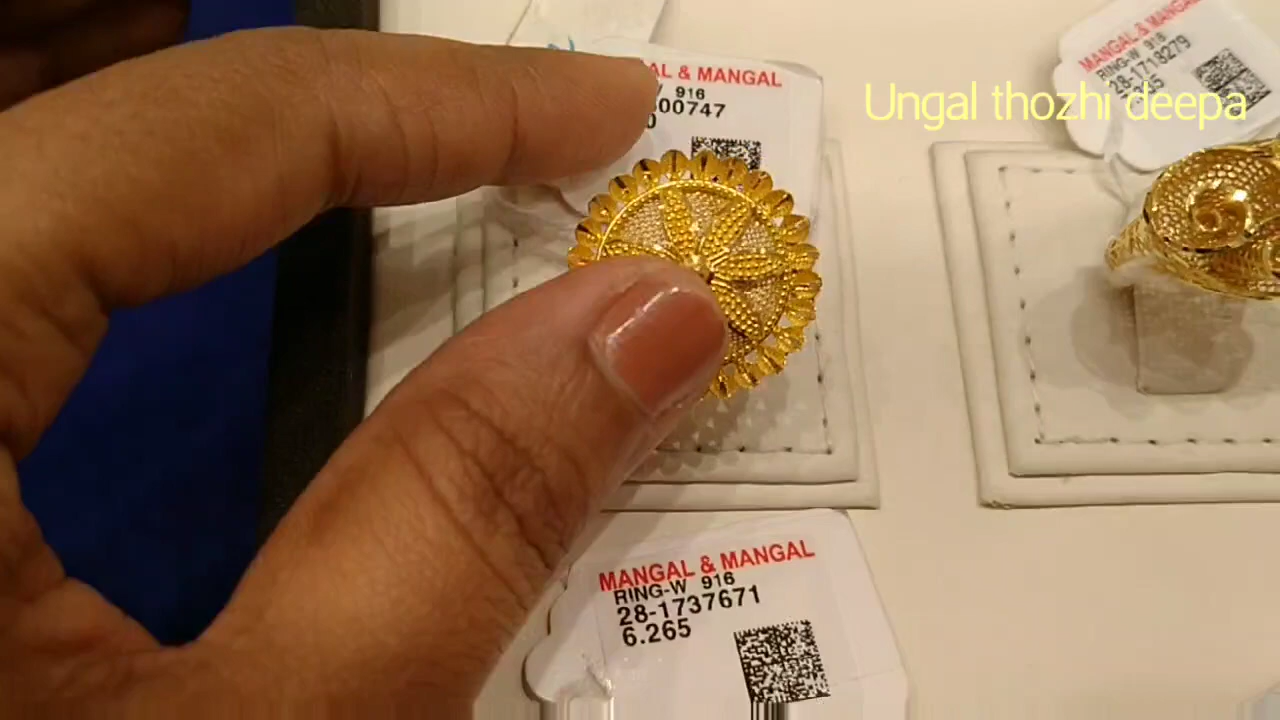 AL & MANGAL
916
00747
0
MANGAL & MANGAL
RING-W 916
28-1718279
Ungal thozhi deepa
MANGAL & MANGAL
RING-W 916
28-1737671
6.265